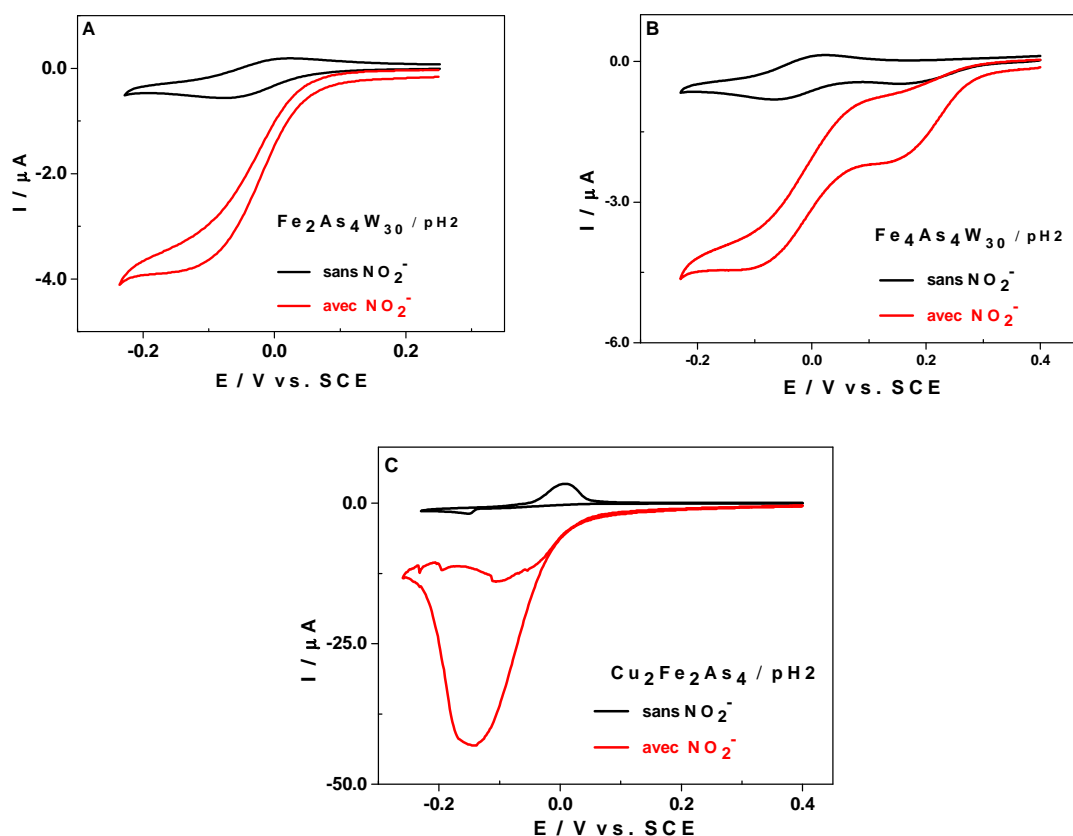 A
0.0
-2.0
-4.0
I / µA
Fe₂As₄W₃₀ / pH2
sans NO₂⁻
avec NO₂⁻
-0.2 0.0 0.2
E / V vs. SCE
B
0.0
-3.0
-6.0
I / µA
Fe₄As₄W₃₀ / pH2
sans NO₂⁻
avec NO₂⁻
-0.2 0.0 0.2 0.4
E / V vs. SCE
C
0.0
-25.0
-50.0
I / µA
Cu₂Fe₂As₄ / pH2
sans NO₂⁻
avec NO₂⁻
-0.2 0.0 0.2 0.4
E / V vs. SCE